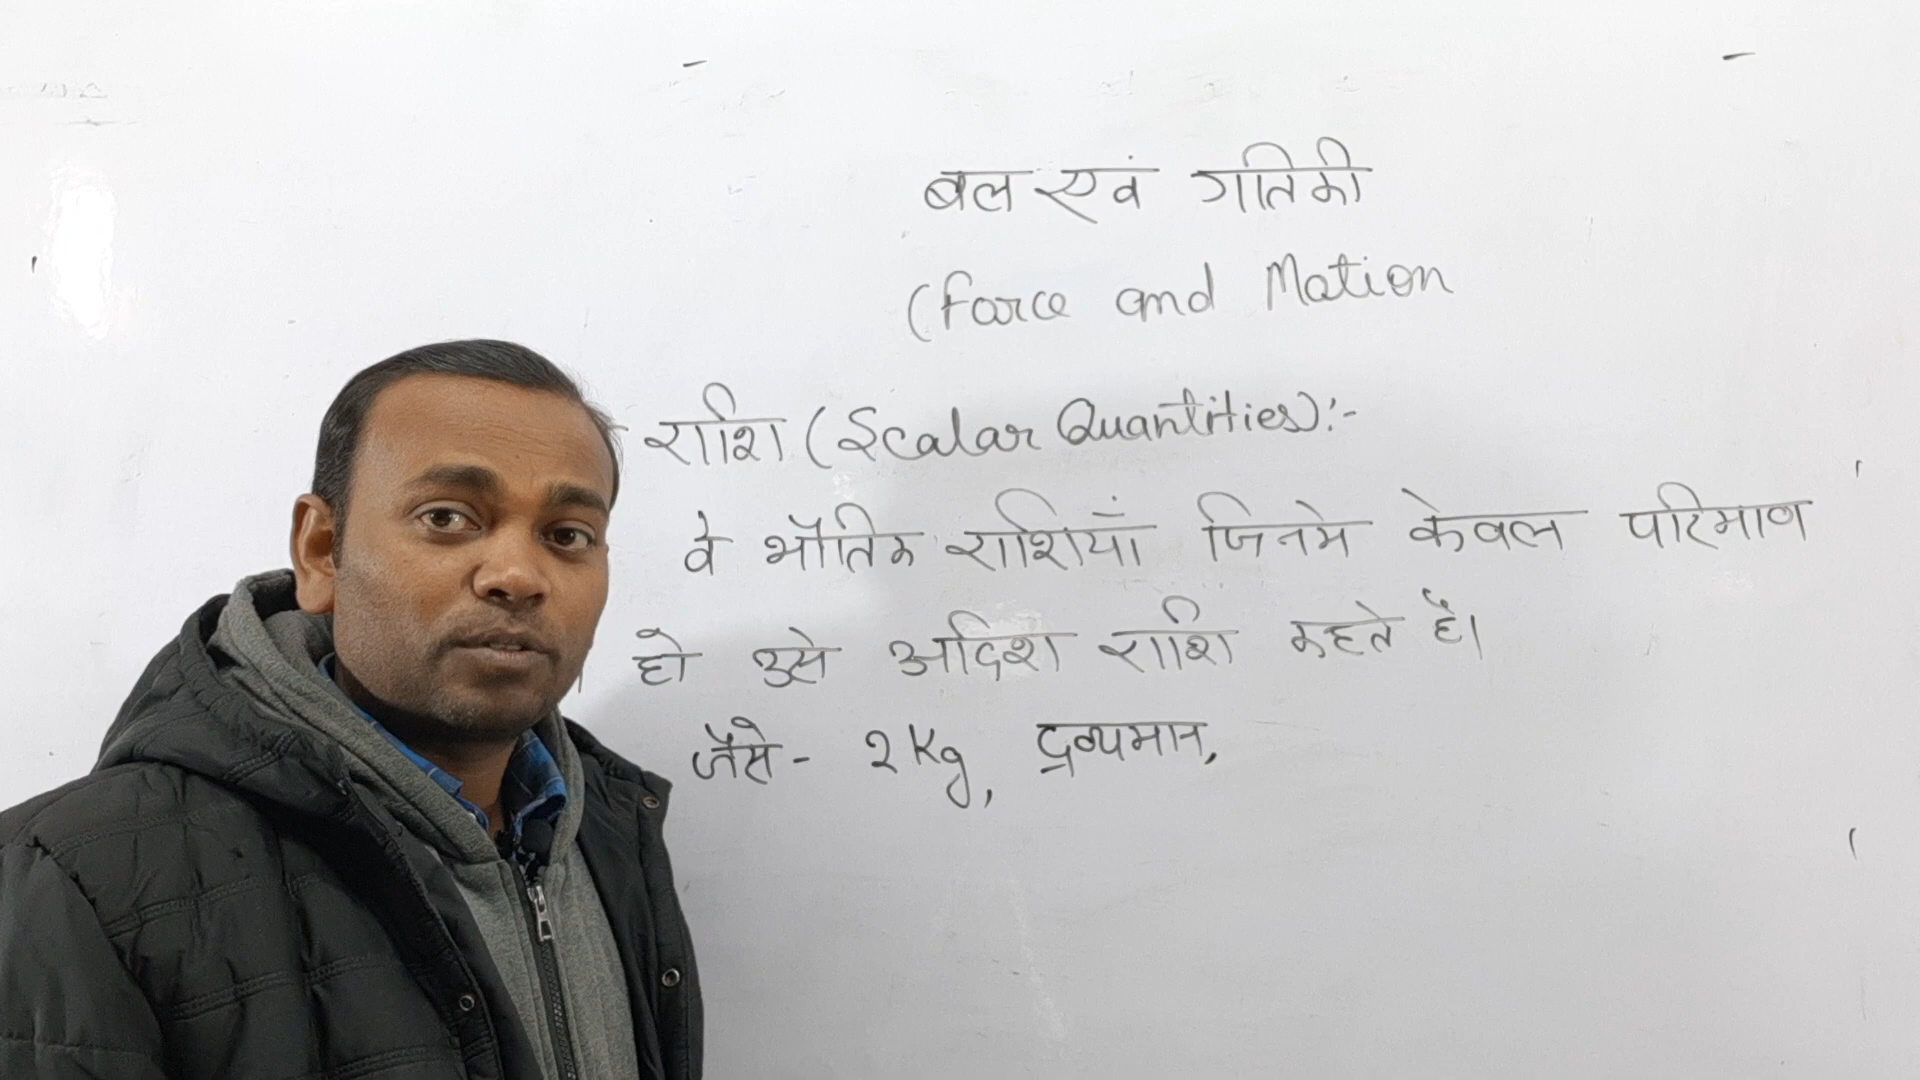 बल एवं गतिकी
(Force and Motion
राशि (Scalar Quantities):-
वे भौतिक राशियाँ जिनमे केवल परिमाण
हो उसे अदिश राशि कहते है।
जैसे - 2 Kg, द्रव्यमान,